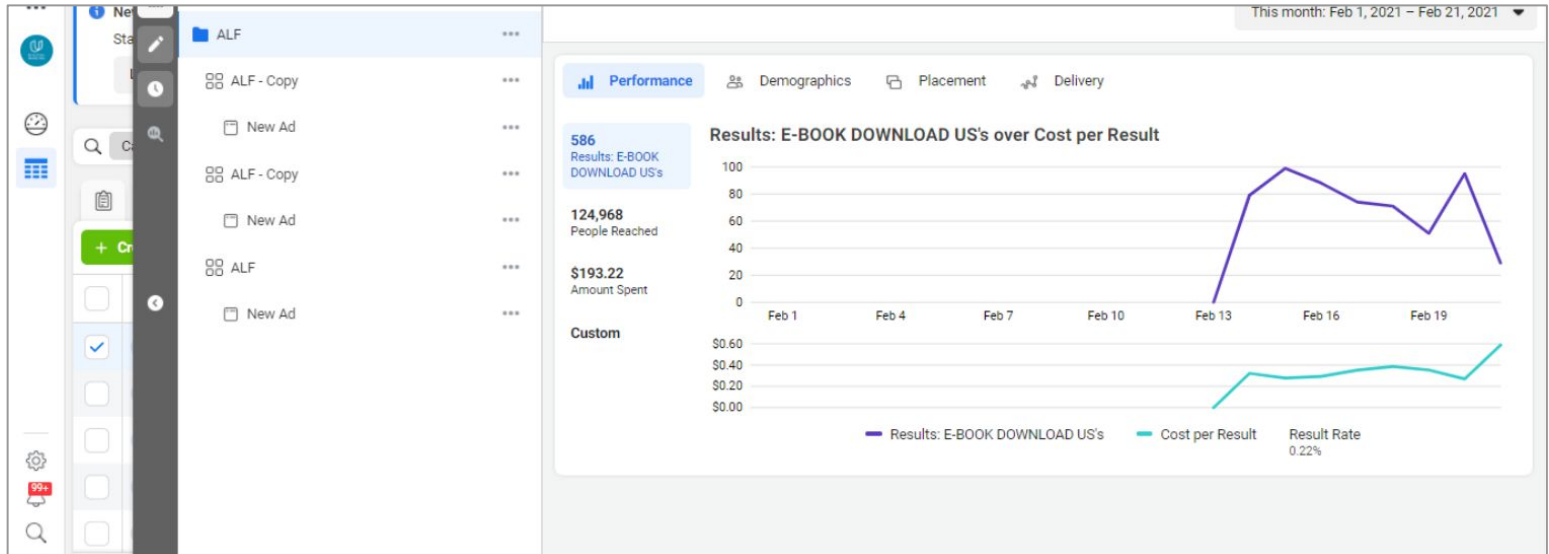 Ne
Sta
L
C
+ Cr
99+
ALF
ALF - Copy
New Ad
ALF - Copy
New Ad
ALF
New Ad
This month: Feb 1, 2021 – Feb 21, 2021
Performance
Demographics
Placement
Delivery
586
Results: E-BOOK
DOWNLOAD US's
124,968
People Reached
$193.22
Amount Spent
Custom
Results: E-BOOK DOWNLOAD US's over Cost per Result
100
80
60
40
20
0
Feb 1 Feb 4 Feb 7 Feb 10 Feb 13 Feb 16 Feb 19
$0.60
$0.40
$0.20
$0.00
Results: E-BOOK DOWNLOAD US's
Cost per Result
Result Rate
0.22%